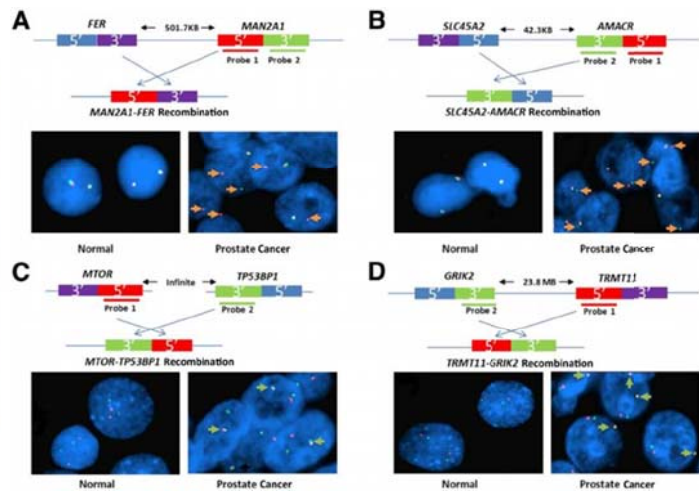 A
FER
501.7KB
MAN2A1
5′ 3′
5′ 3′
Probe 1 Probe 2
5′ 3′
MAN2A1-FER Recombination
Normal
Prostate Cancer
B
SLC45A2
42.3KB
AMACR
3′ 5′
3′ 5′
Probe 2 Probe 1
3′ 5′
SLC45A2-AMACR Recombination
Normal
Prostate Cancer
C
MTOR
Infinite
TP53BP1
3′ 5′
3′ 5′
Probe 1
Probe 2
3′ 5′
MTOR-TP53BP1 Recombination
Normal
Prostate Cancer
D
GRIK2
23.8 MB
TRMT11
5′ 3′
5′ 3′
Probe 2
Probe 1
5′ 3′
TRMT11-GRIK2 Recombination
Normal
Prostate Cancer